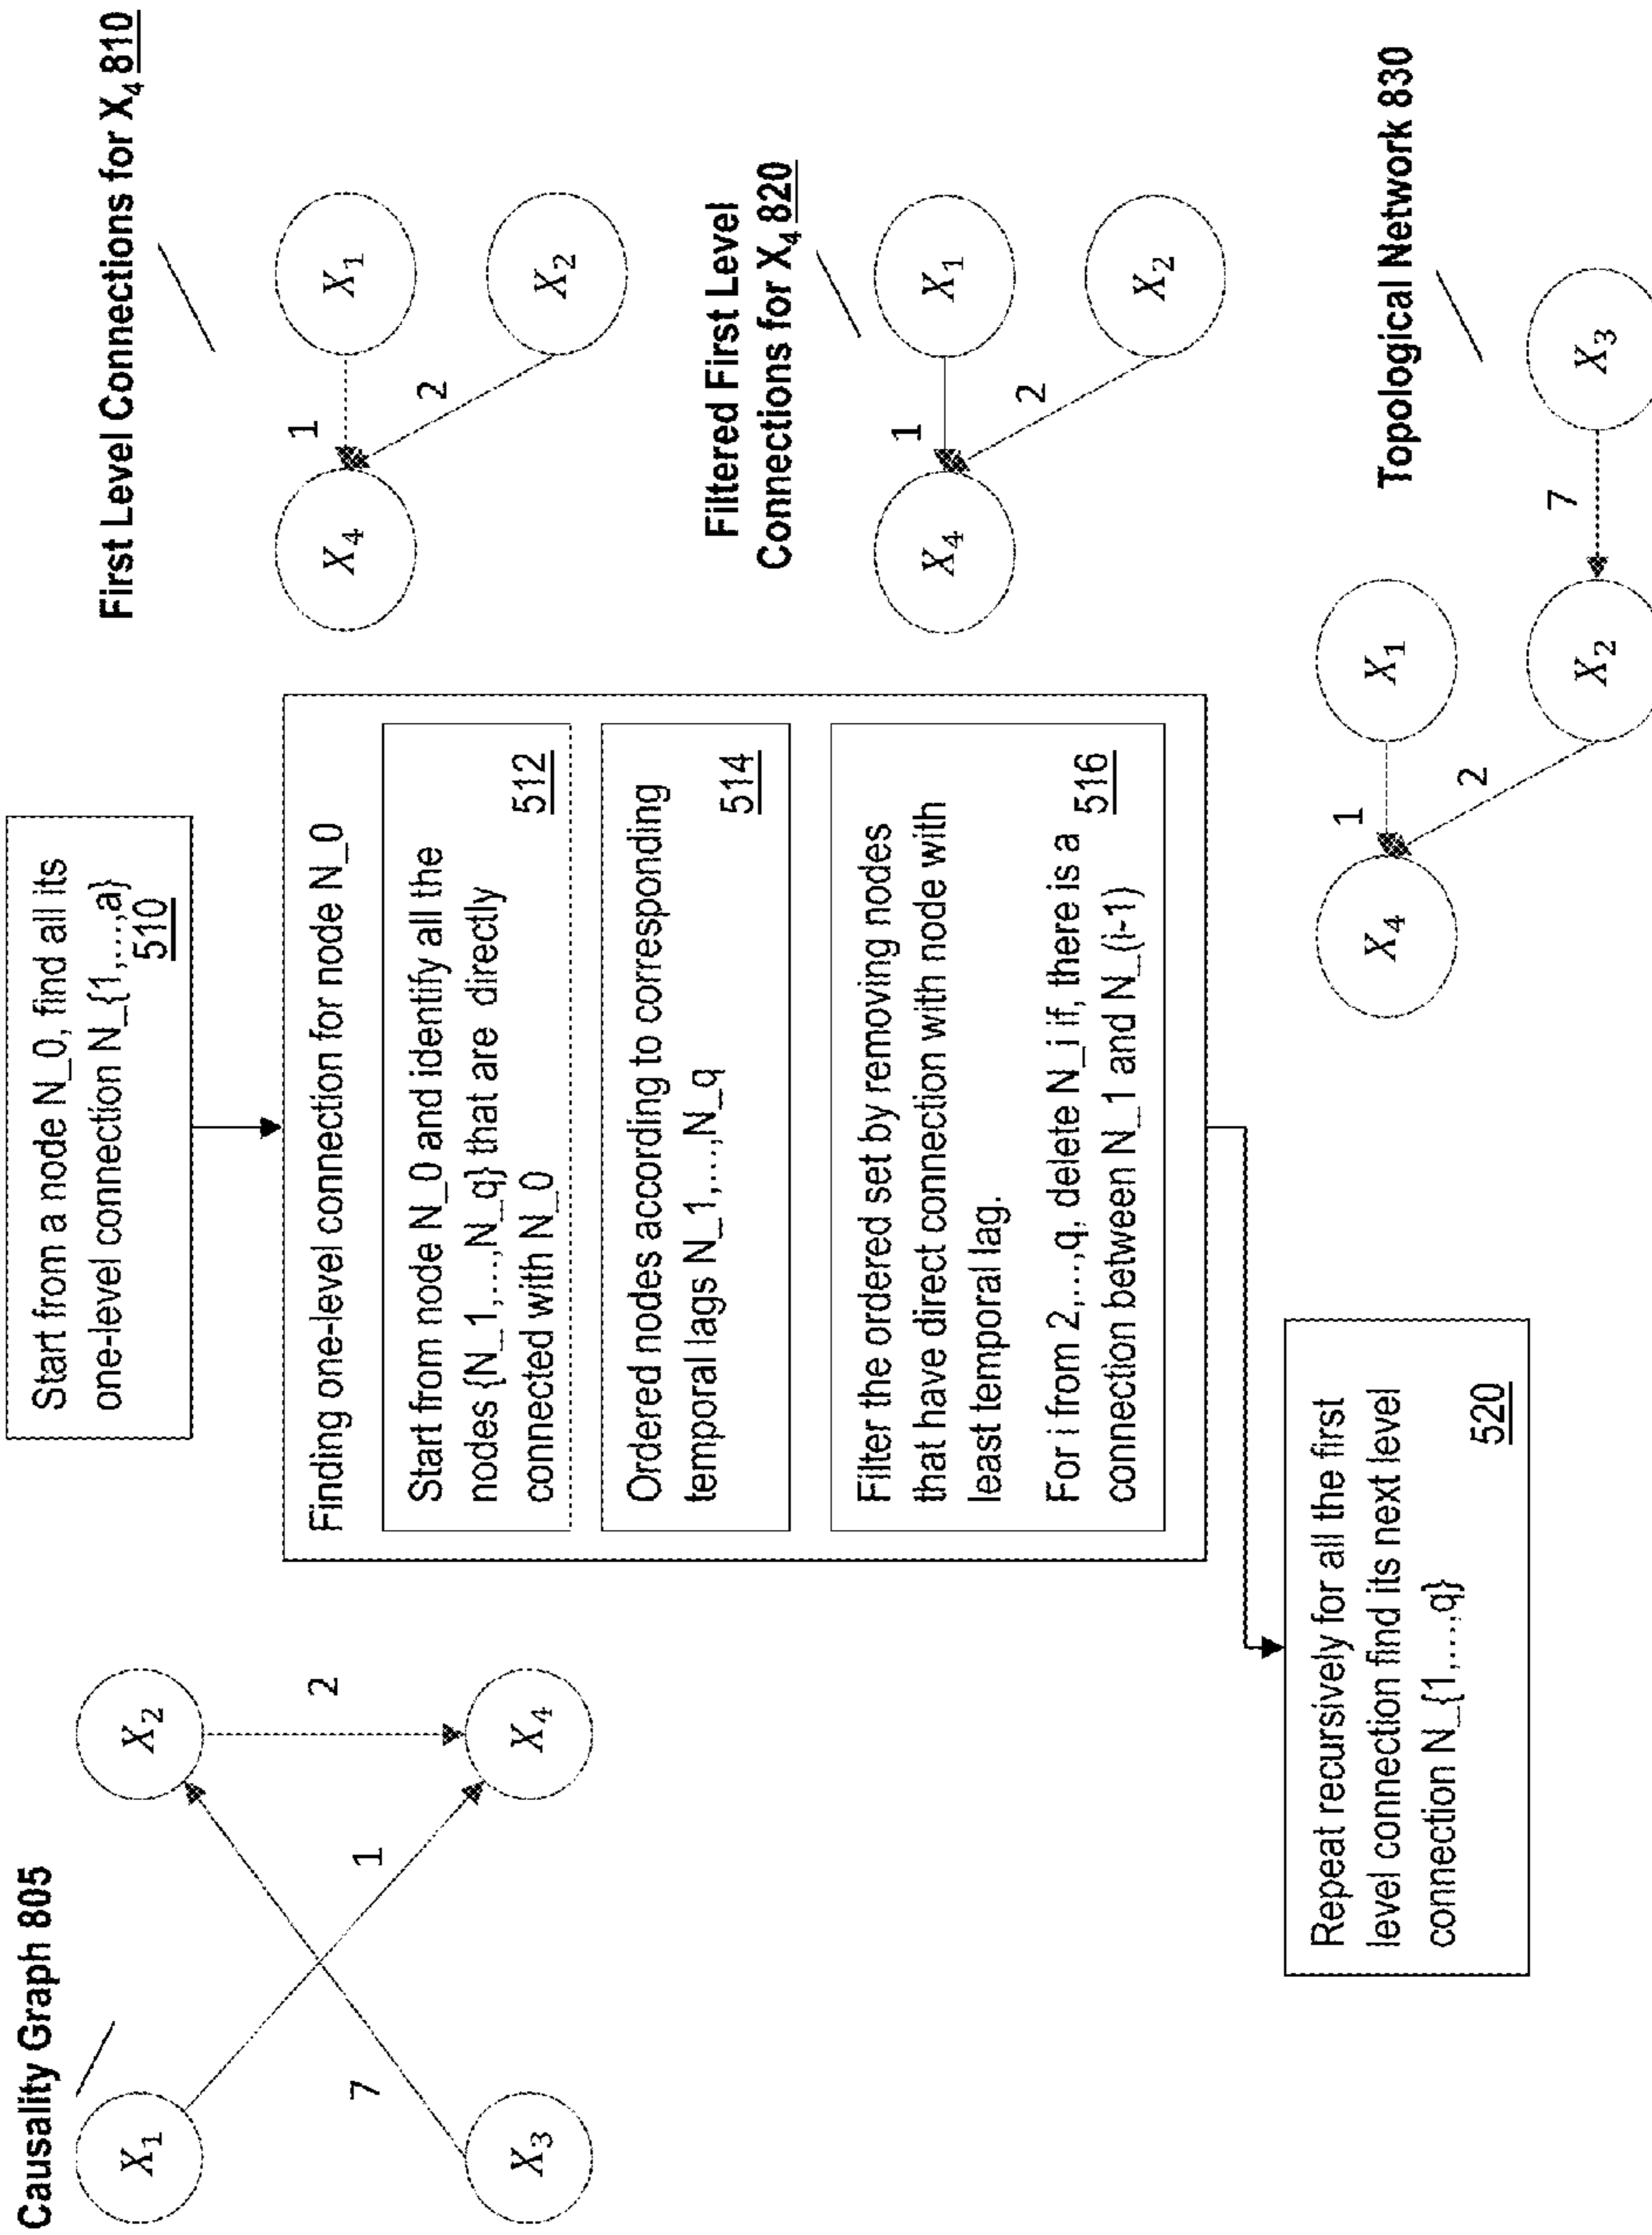 Causality Graph 805
X₁
X₂
X₃
X₄
7
1
2
Start from a node N_0, find all its
one-level connection N_{1,...,a}
510
Finding one-level connection for node N_0
Start from node N_0 and identify all the
nodes {N_1,...,N_q} that are directly
connected with N_0
512
Ordered nodes according to corresponding
temporal lags N_1,...,N_q
514
Filter the ordered set by removing nodes
that have direct connection with node with
least temporal lag.
For i from 2,...,q, delete N_i if, there is a
connection between N_1 and N_(i-1)
516
Repeat recursively for all the first
level connection find its next level
connection N_{1,...,q}
520
First Level Connections for X₄ 810
X₄
1
X₁
2
X₂
Filtered First Level
Connections for X₄ 820
X₄
1
X₁
2
X₂
Topological Network 830
X₄
1
X₁
2
X₂
7
X₃